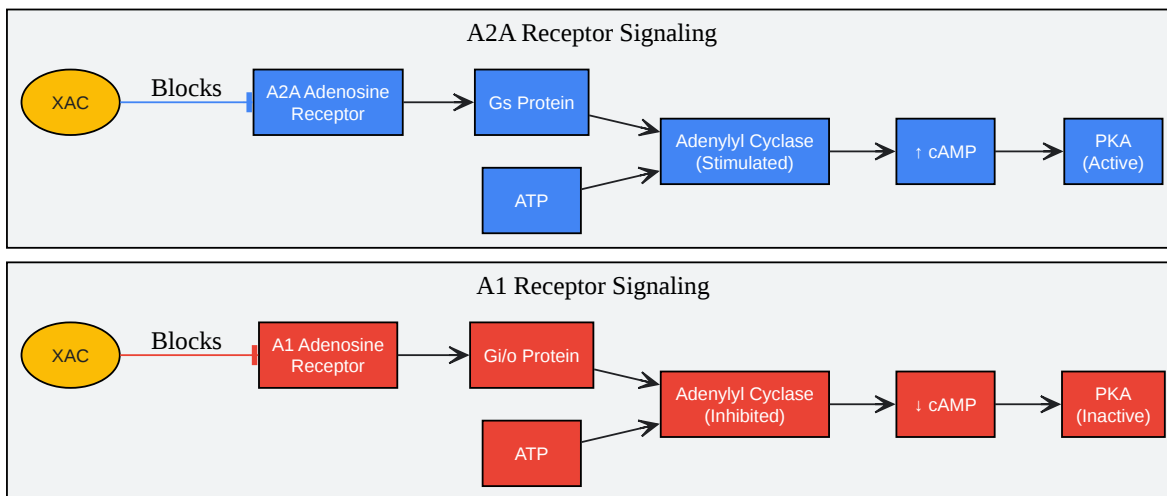 A2A Receptor Signaling
XAC
Blocks
A2A Adenosine
Receptor
Gs Protein
ATP
Adenylyl Cyclase
(Stimulated)
↑ cAMP
PKA
(Active)
A1 Receptor Signaling
XAC
Blocks
A1 Adenosine
Receptor
Gi/o Protein
ATP
Adenylyl Cyclase
(Inhibited)
↓ cAMP
PKA
(Inactive)